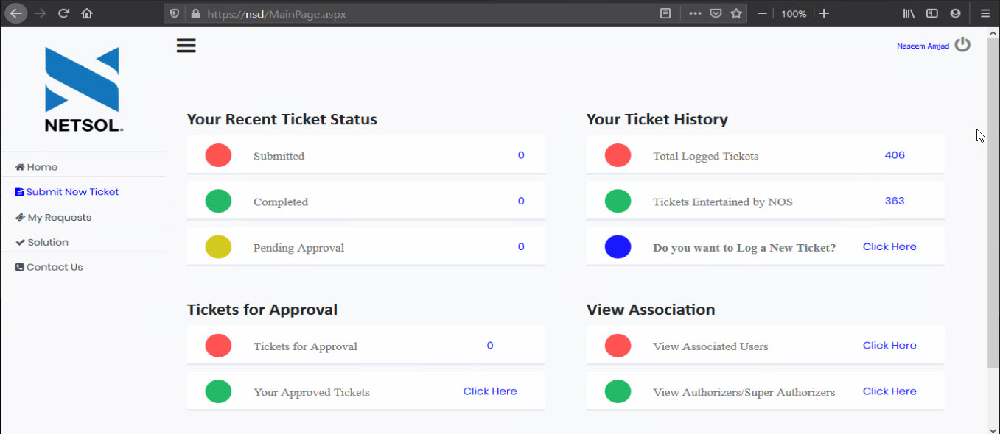 https://nsd/MainPage.aspx
100%
Naseem Amjad
NETSOL.
Home
Submit New Ticket
My Requests
Solution
Contact Us
Your Recent Ticket Status
Submitted 0
Completed 0
Pending Approval 0
Your Ticket History
Total Logged Tickets 406
Tickets Entertained by NOS 363
Do you want to Log a New Ticket? Click Here
Tickets for Approval
Tickets for Approval 0
Your Approved Tickets Click Here
View Association
View Associated Users Click Here
View Authorizers/Super Authorizers Click Here